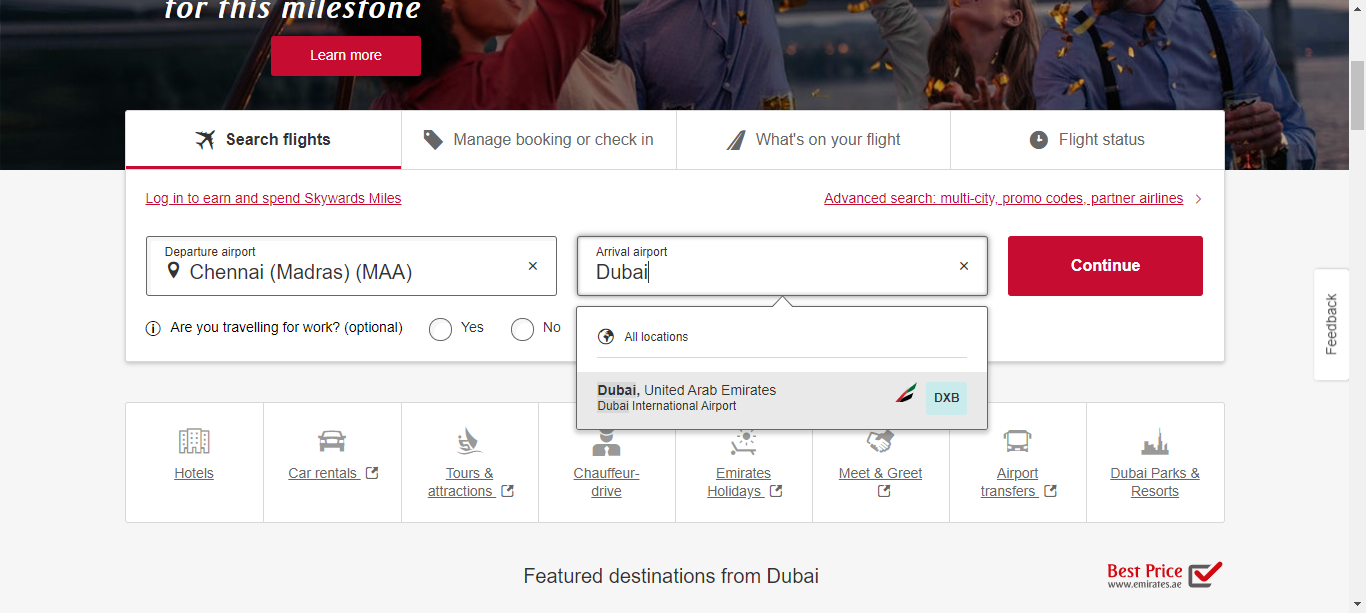 for this milestone
Learn more
Search flights
Manage booking or check in
What's on your flight
Flight status
Log in to earn and spend Skywards Miles
Advanced search: multi-city, promo codes, partner airlines
Departure airport
Chennai (Madras) (MAA)
Arrival airport
Dubai
Continue
Are you travelling for work? (optional)
Yes
No
All locations
Dubai, United Arab Emirates
Dubai International Airport
DXB
Feedback
Hotels
Car rentals
Tours &
attractions
Chauffeur-
drive
Emirates
Holidays
Meet & Greet
Airport
transfers
Dubai Parks &
Resorts
Featured destinations from Dubai
Best Price
www.emirates.ae